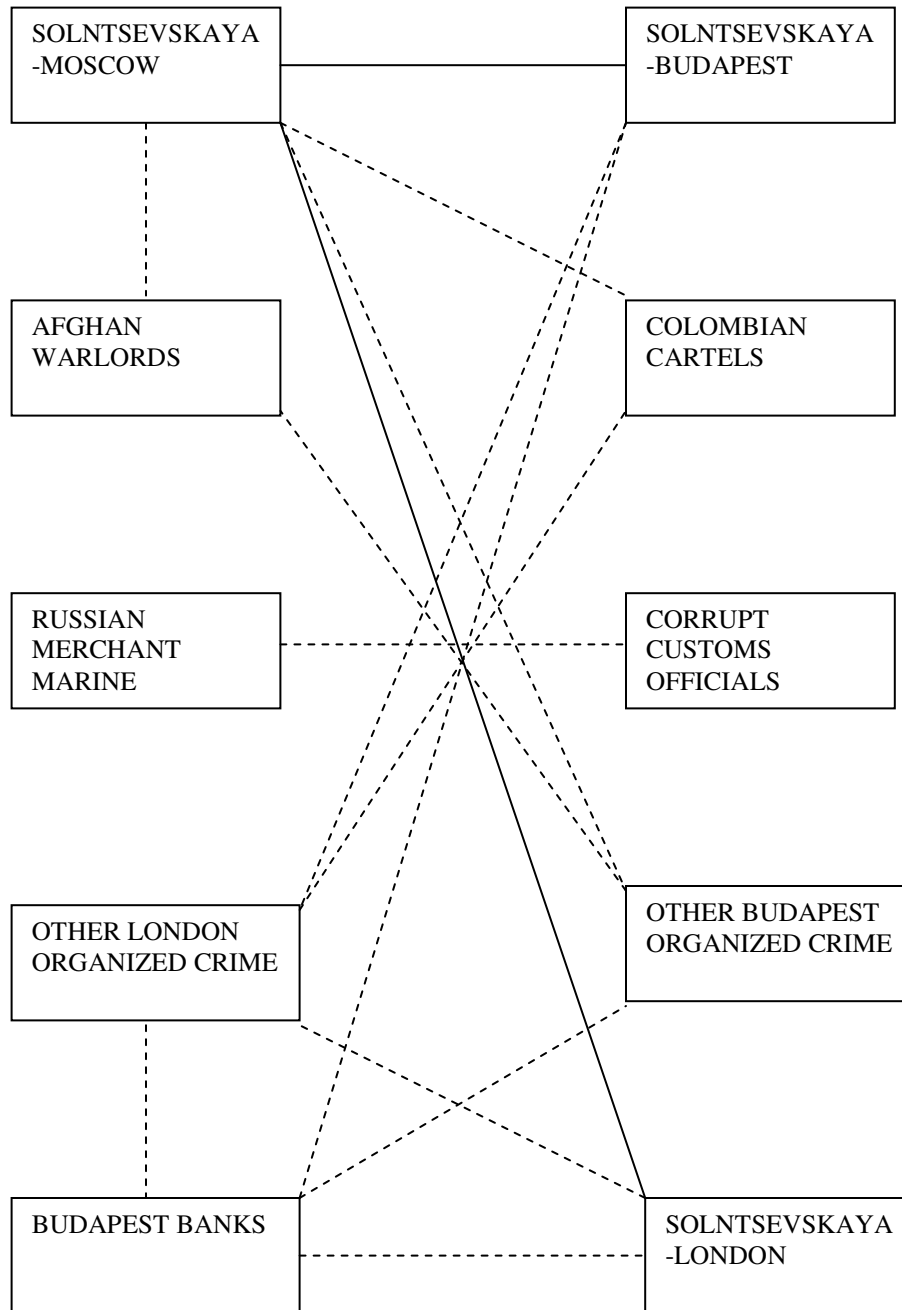 SOLNTSEVSKAYA
-MOSCOW
SOLNTSEVSKAYA
-BUDAPEST
AFGHAN
WARLORDS
COLOMBIAN
CARTELS
RUSSIAN
MERCHANT
MARINE
CORRUPT
CUSTOMS
OFFICIALS
OTHER LONDON
ORGANIZED CRIME
OTHER BUDAPEST
ORGANIZED CRIME
BUDAPEST BANKS
SOLNTSEVSKAYA
-LONDON